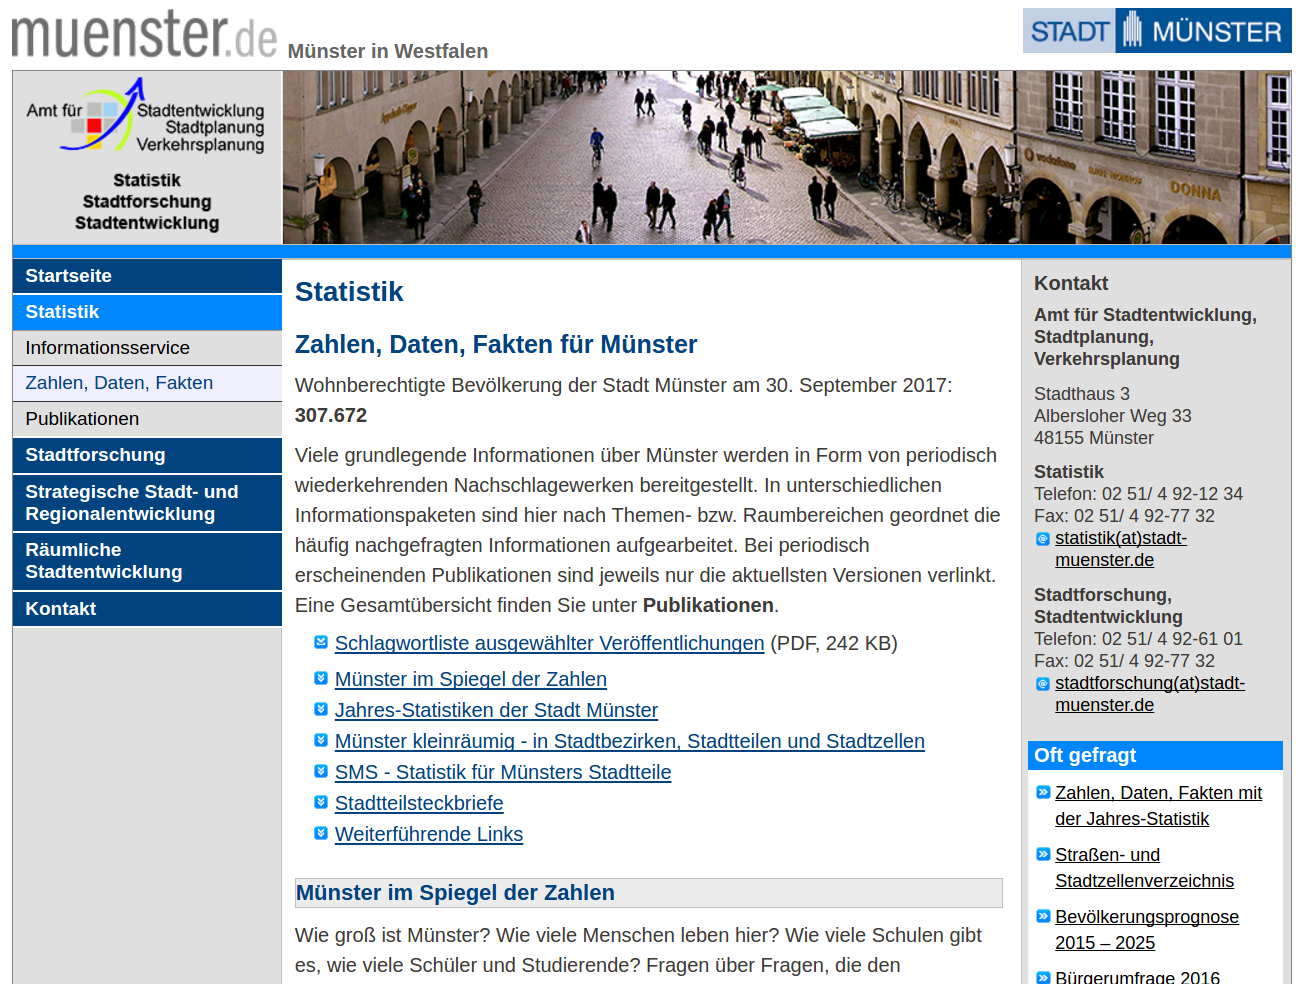 muenster.de Münster in Westfalen
STADT MÜNSTER
Amt für Stadtentwicklung
Stadtplanung
Verkehrsplanung
Statistik
Stadtforschung
Stadtentwicklung
vodafone
DONNA
Startseite
Statistik
Informationsservice
Zahlen, Daten, Fakten
Publikationen
Stadtforschung
Strategische Stadt- und
Regionalentwicklung
Räumliche
Stadtentwicklung
Kontakt
Statistik
Zahlen, Daten, Fakten für Münster
Wohnberechtigte Bevölkerung der Stadt Münster am 30. September 2017:
307.672
Viele grundlegende Informationen über Münster werden in Form von periodisch
wiederkehrenden Nachschlagewerken bereitgestellt. In unterschiedlichen
Informationspaketen sind hier nach Themen- bzw. Raumbereichen geordnet die
häufig nachgefragten Informationen aufgearbeitet. Bei periodisch
erscheinenden Publikationen sind jeweils nur die aktuellsten Versionen verlinkt.
Eine Gesamtübersicht finden Sie unter Publikationen.
Schlagwortliste ausgewählter Veröffentlichungen (PDF, 242 KB)
Münster im Spiegel der Zahlen
Jahres-Statistiken der Stadt Münster
Münster kleinräumig - in Stadtbezirken, Stadtteilen und Stadtzellen
SMS - Statistik für Münsters Stadtteile
Stadtteilsteckbriefe
Weiterführende Links
Münster im Spiegel der Zahlen
Wie groß ist Münster? Wie viele Menschen leben hier? Wie viele Schulen gibt
es, wie viele Schüler und Studierende? Fragen über Fragen, die den
Kontakt
Amt für Stadtentwicklung,
Stadtplanung,
Verkehrsplanung
Stadthaus 3
Albersloher Weg 33
48155 Münster
Statistik
Telefon: 02 51/ 4 92-12 34
Fax: 02 51/ 4 92-77 32
statistik(at)stadt-
muenster.de
Stadtforschung,
Stadtentwicklung
Telefon: 02 51/ 4 92-61 01
Fax: 02 51/ 4 92-77 32
stadtforschung(at)stadt-
muenster.de
Oft gefragt
Zahlen, Daten, Fakten mit
der Jahres-Statistik
Straßen- und
Stadtzellenverzeichnis
Bevölkerungsprognose
2015 – 2025
Bürgerumfrage 2016